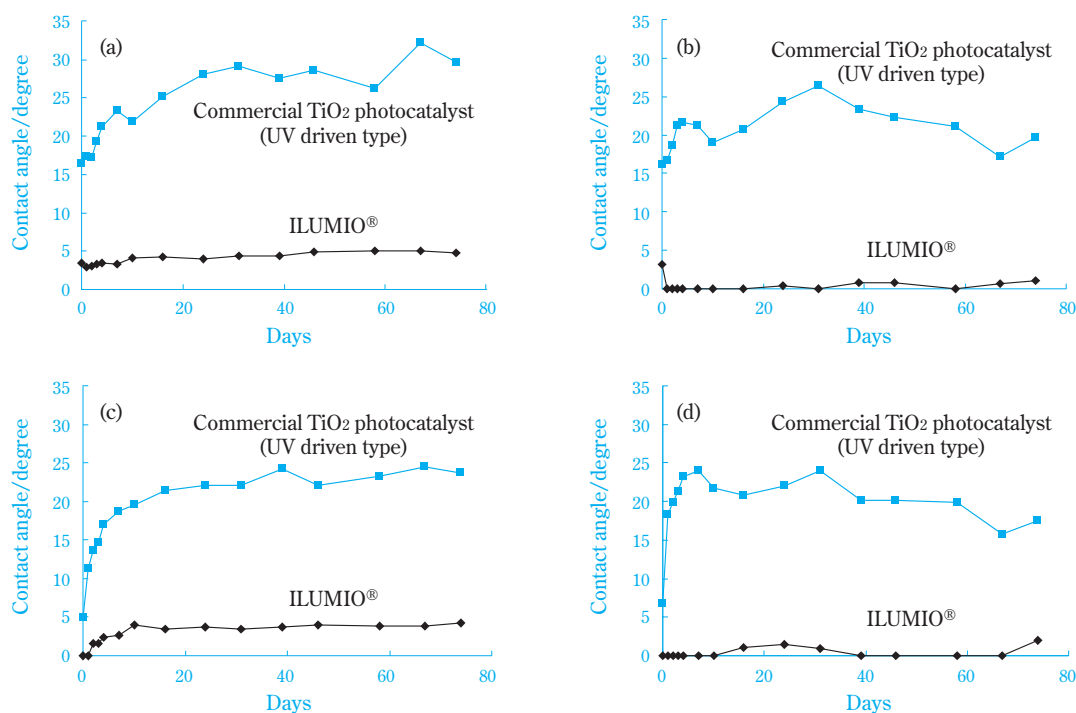 (a)
Contact angle/degree
35
30
25
20
15
10
5
0
Commercial TiO2 photocatalyst
(UV driven type)
ILUMIO®
0 20 40 60 80
Days
(b)
Contact angle/degree
35
30
25
20
15
10
5
0
Commercial TiO2 photocatalyst
(UV driven type)
ILUMIO®
0 20 40 60 80
Days
(c)
Contact angle/degree
35
30
25
20
15
10
5
0
Commercial TiO2 photocatalyst
(UV driven type)
ILUMIO®
0 20 40 60 80
Days
(d)
Contact angle/degree
35
30
25
20
15
10
5
0
Commercial TiO2 photocatalyst
(UV driven type)
ILUMIO®
0 20 40 60 80
Days